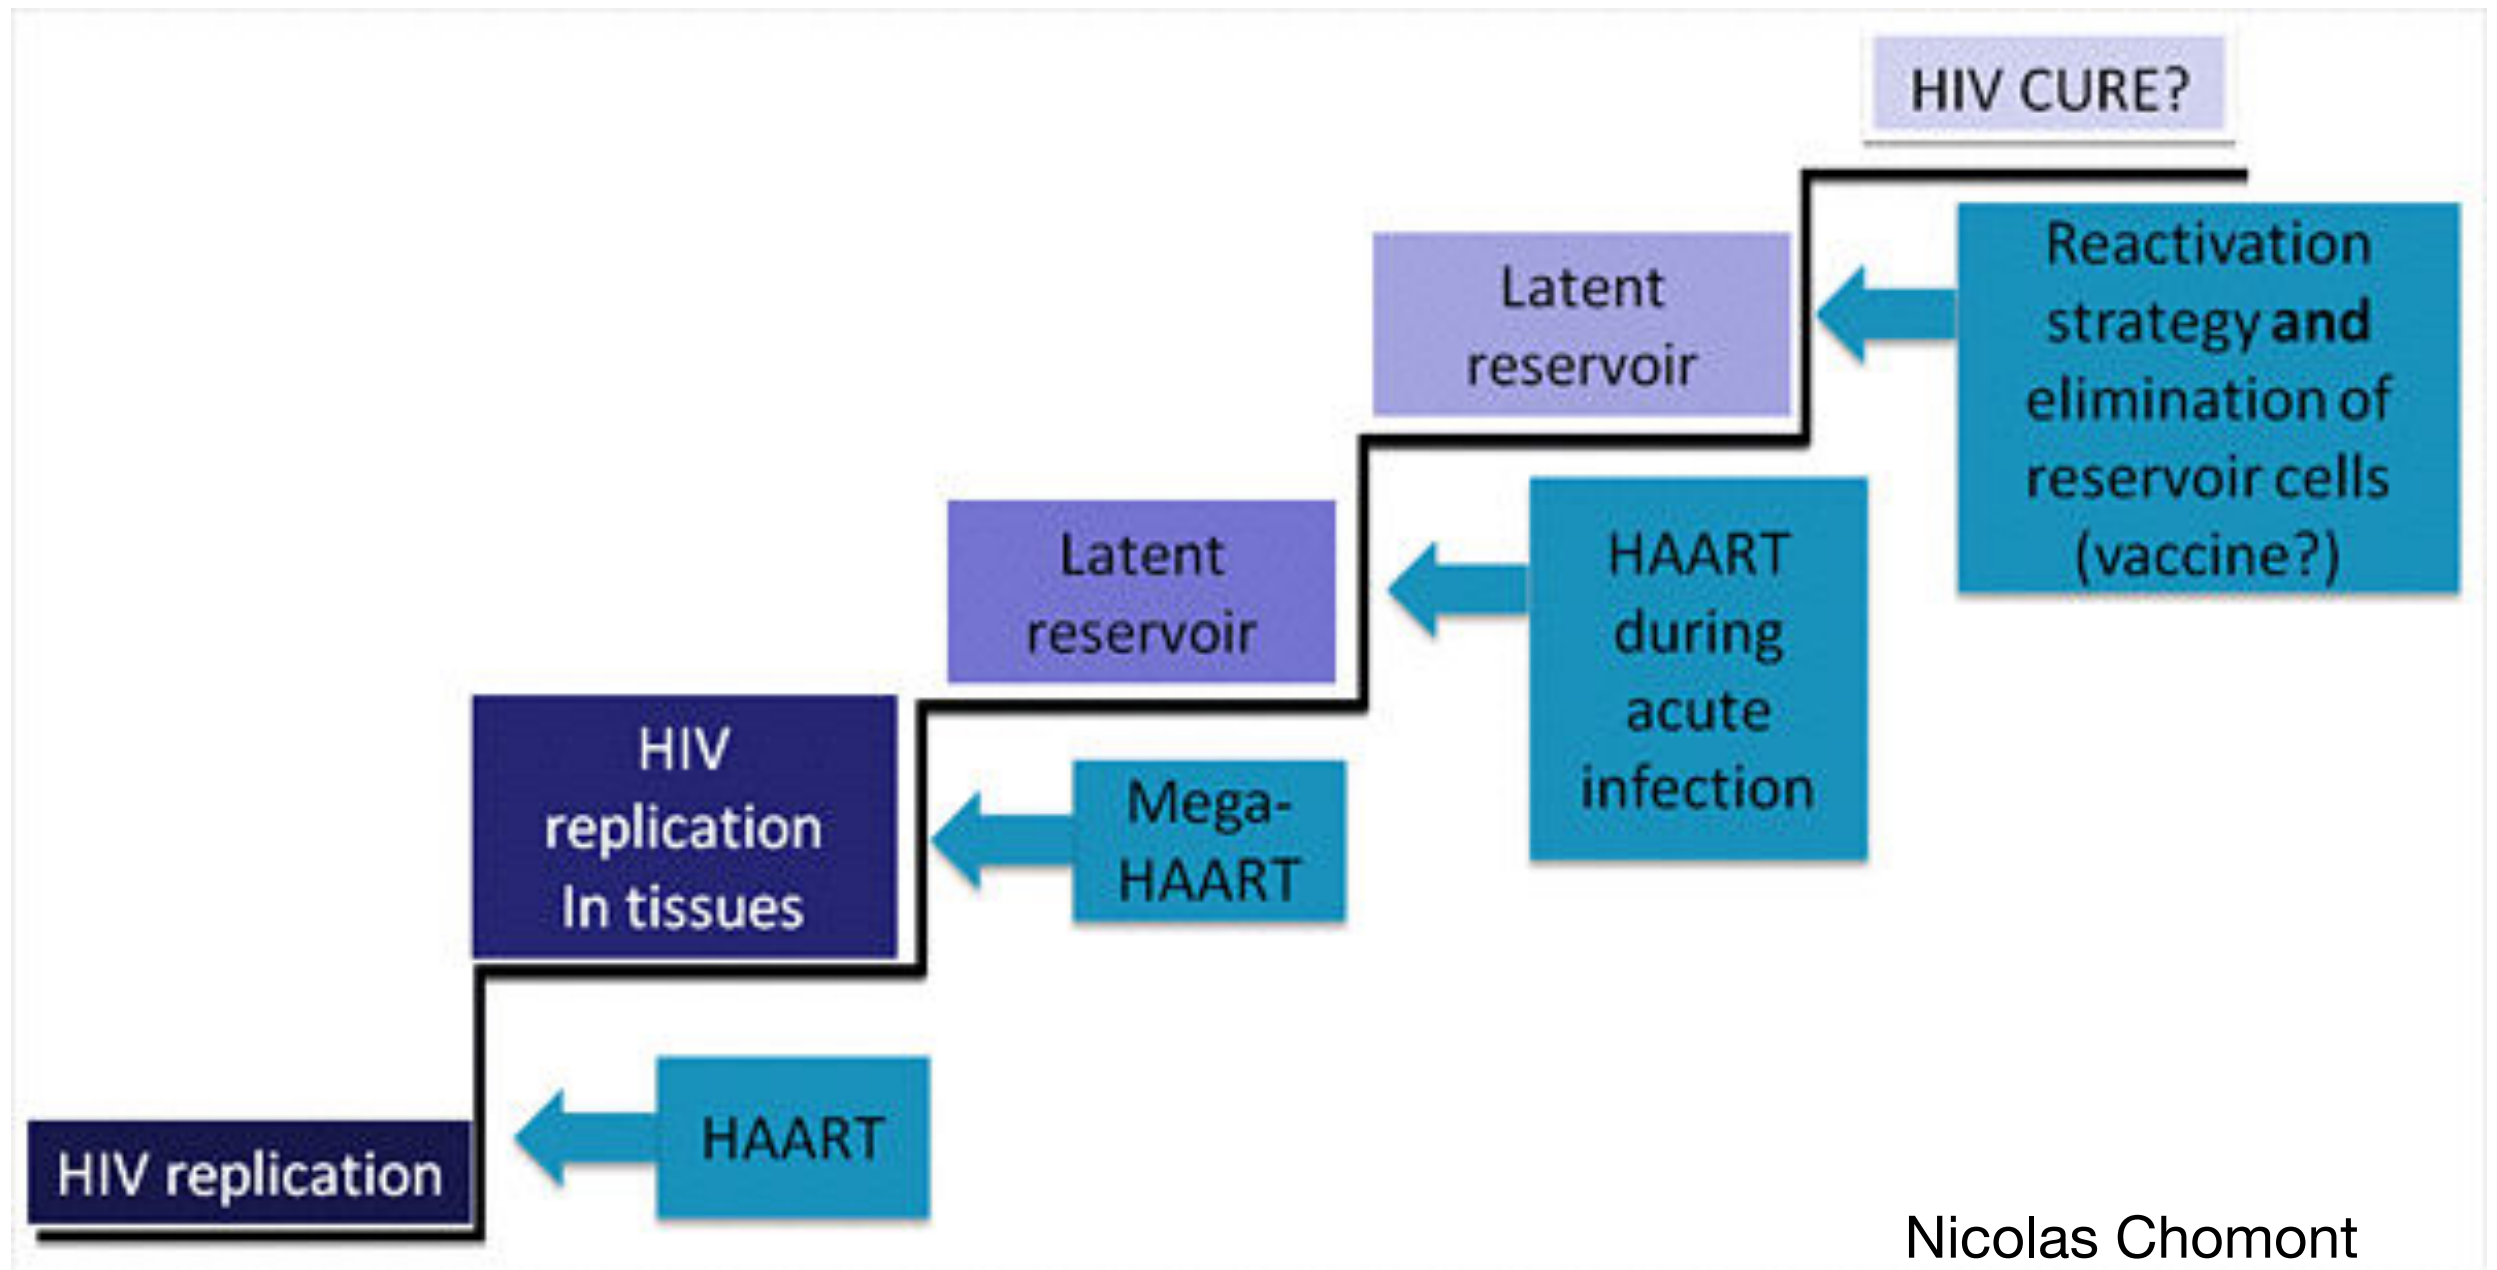 HIV CURE?
Reactivation
strategy and
elimination of
reservoir cells
(vaccine?)
Latent
reservoir
HAART
during
acute
infection
Latent
reservoir
Mega-
HAART
HIV
replication
In tissues
HAART
HIV replication
Nicolas Chomont